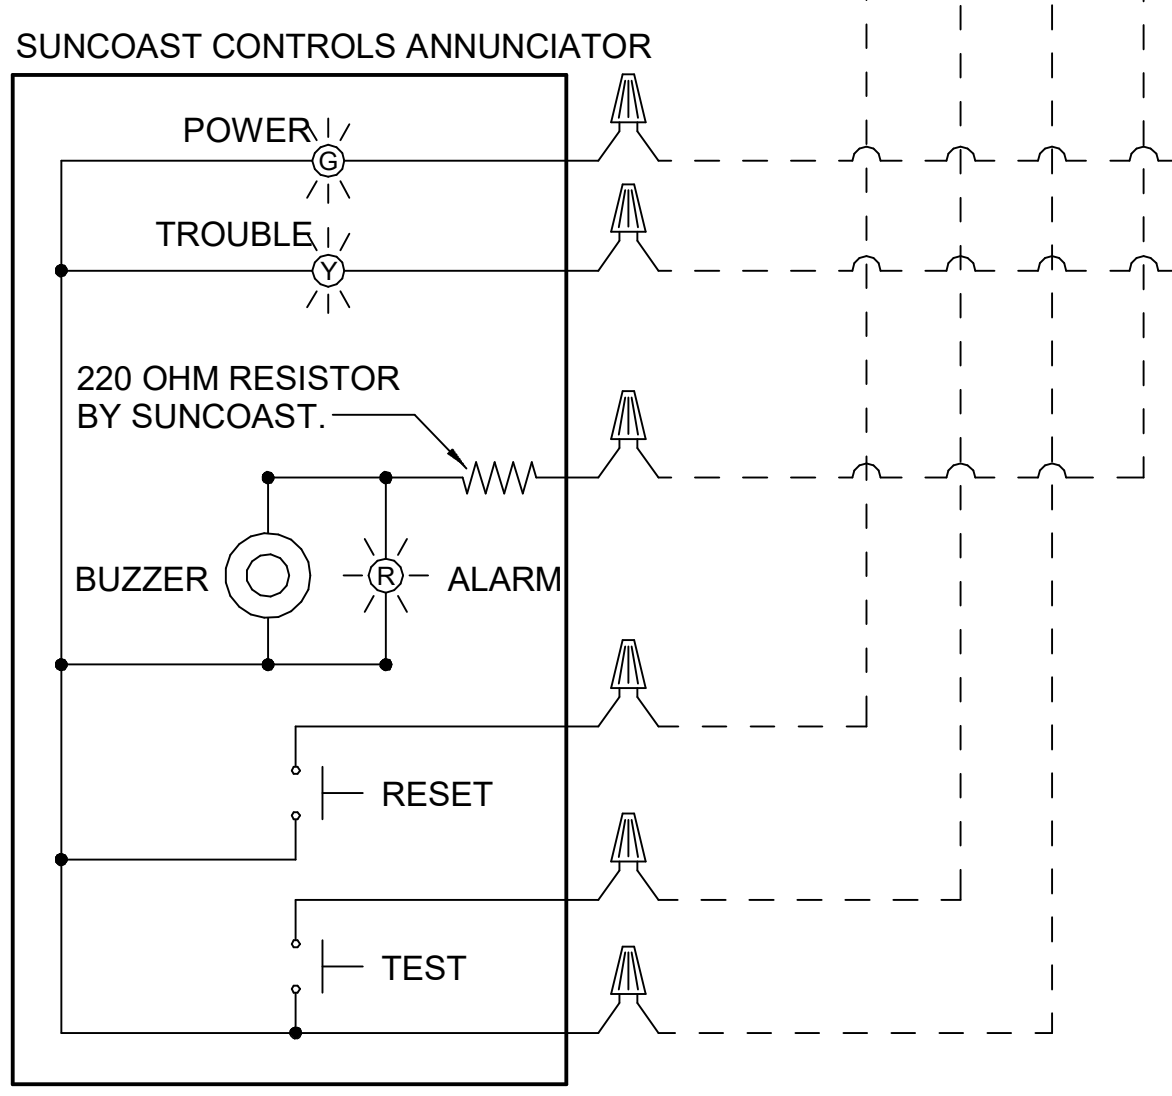 SUNCOAST CONTROLS ANNUNCIATOR
POWER
G
TROUBLE
Y
220 OHM RESISTOR
BY SUNCOAST.
BUZZER
R
ALARM
RESET
TEST